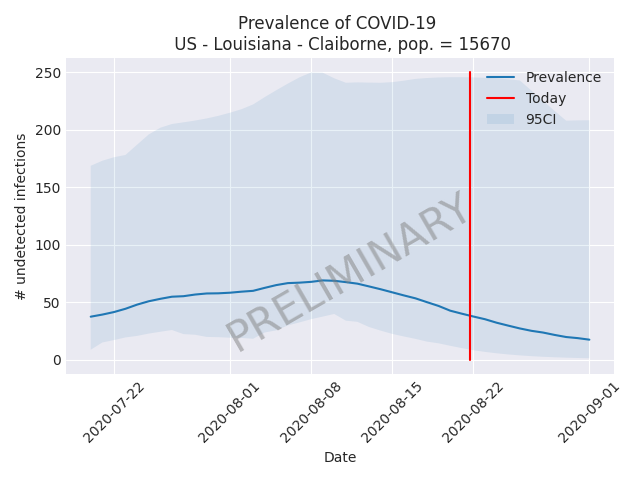 Prevalence of COVID-19
US - Louisiana - Claiborne, pop. = 15670
250
200
150
100
50
0
# undetected infections
Prevalence
Today
95CI
PRELIMINARY
2020-07-22
2020-08-01
2020-08-08
2020-08-15
2020-08-22
2020-09-01
Date